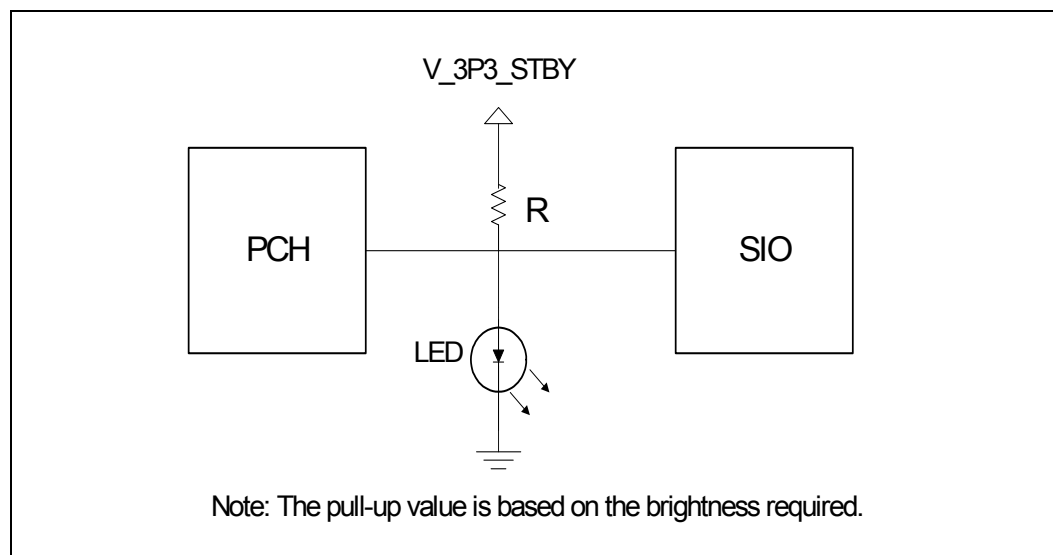 V_3P3_STBY
R
PCH
SIO
LED
Note: The pull-up value is based on the brightness required.